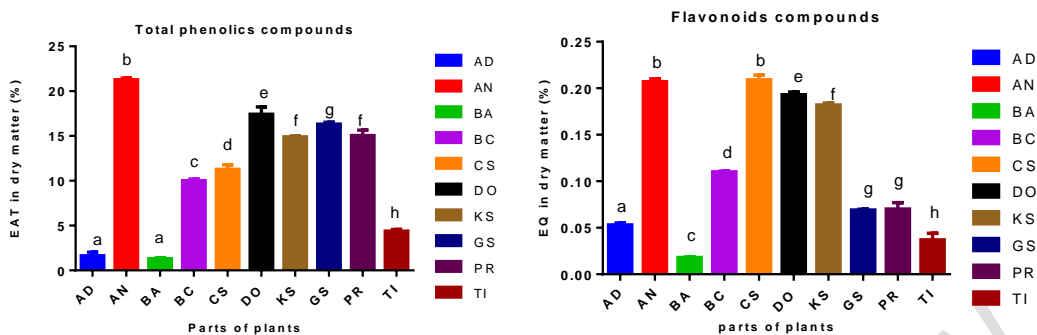 Total phenolics compounds
EAT in dry matter (%)
25
20
15
10
5
0
a
b
a
c
d
e
f
g
f
h
AD
AN
BA
BC
CS
DO
KS
GS
PR
TI
Parts of plants
AD
AN
BA
BC
CS
DO
KS
GS
PR
TI
Flavonoids compounds
EQ in dry matter (%)
0.25
0.20
0.15
0.10
0.05
0.00
a
b
c
d
b
e
f
g
g
h
AD
AN
BA
BC
CS
DO
KS
GS
PR
TI
parts of plants
AD
AN
BA
BC
CS
DO
KS
GS
PR
TI